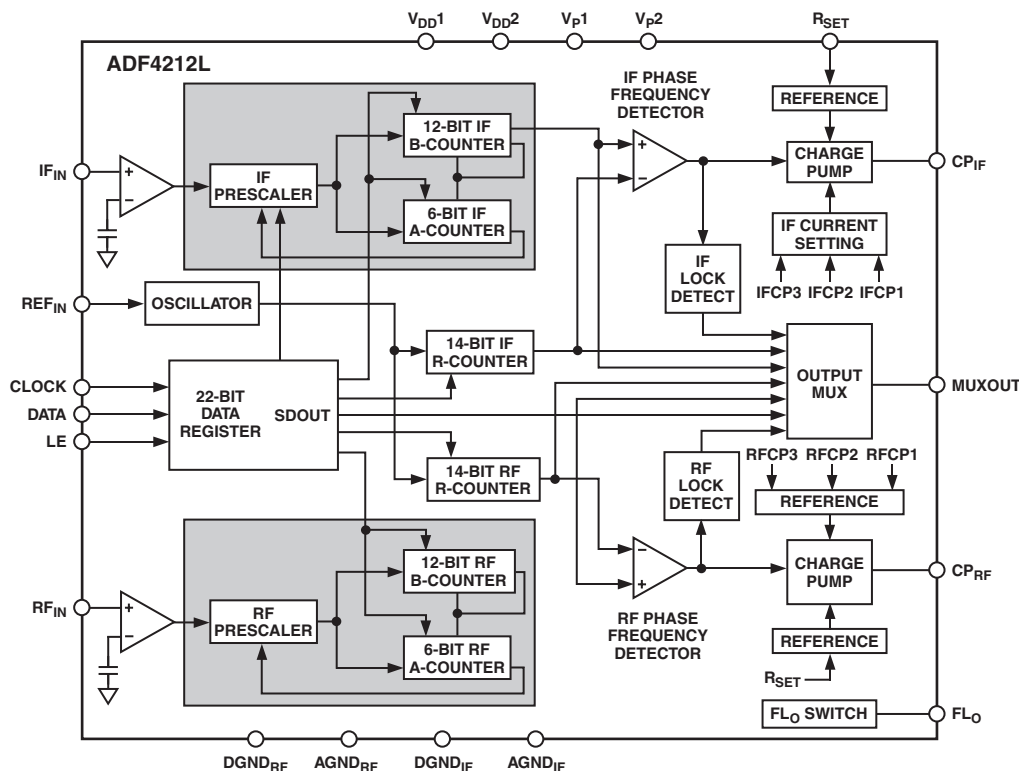 VDD1
VDD2
VP1
VP2
RSET
ADF4212L
IF PHASE
FREQUENCY
DETECTOR
REFERENCE
12-BIT IF
B-COUNTER
IFIN
IF
PRESCALER
CHARGE
PUMP
CPIF
6-BIT IF
A-COUNTER
IF CURRENT
SETTING
IF
LOCK
DETECT
IFCP3
IFCP2
IFCP1
REFIN
OSCILLATOR
14-BIT IF
R-COUNTER
OUTPUT
MUX
MUXOUT
CLOCK
DATA
LE
22-BIT
DATA
REGISTER
SDOUT
14-BIT RF
R-COUNTER
RF
LOCK
DETECT
RFCP3
RFCP2
RFCP1
REFERENCE
12-BIT RF
B-COUNTER
CHARGE
PUMP
CPRF
RFIN
RF
PRESCALER
6-BIT RF
A-COUNTER
RF PHASE
FREQUENCY
DETECTOR
REFERENCE
RSET
FLO SWITCH
FLO
DGNDRF
AGNDRF
DGNDIF
AGNDIF